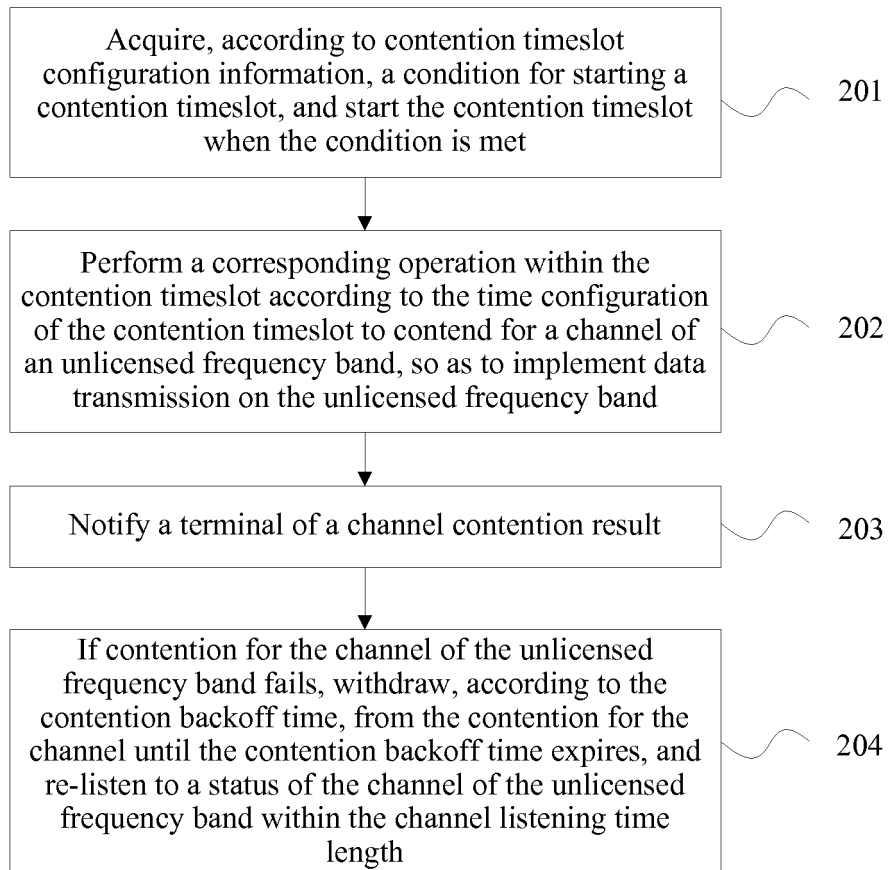 Acquire, according to contention timeslot
configuration information, a condition for starting a
contention timeslot, and start the contention timeslot
when the condition is met
201
Perform a corresponding operation within the
contention timeslot according to the time configuration
of the contention timeslot to contend for a channel of
an unlicensed frequency band, so as to implement data
transmission on the unlicensed frequency band
202
Notify a terminal of a channel contention result
203
If contention for the channel of the unlicensed
frequency band fails, withdraw, according to the
contention backoff time, from the contention for the
channel until the contention backoff time expires, and
re-listen to a status of the channel of the unlicensed
frequency band within the channel listening time
length
204